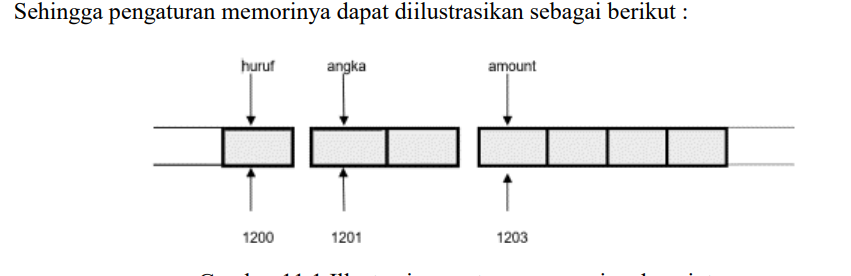 Sehingga pengaturan memorinya dapat diilustrasikan sebagai berikut :
huruf angka amount
1200 1201 1203